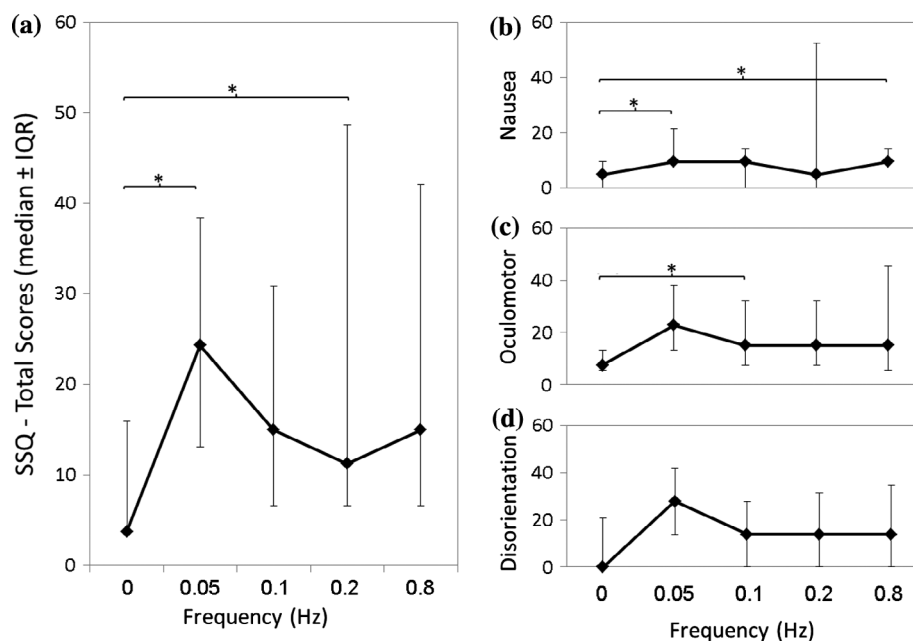 (a)
SSQ - Total Scores (median ± IQR)
60
50
40
30
20
10
0
*
*
0 0.05 0.1 0.2 0.8
Frequency (Hz)
(b)
Nausea
60
40
20
0
*
*
(c)
Oculomotor
60
40
20
0
*
(d)
Disorientation
60
40
20
0
0 0.05 0.1 0.2 0.8
Frequency (Hz)